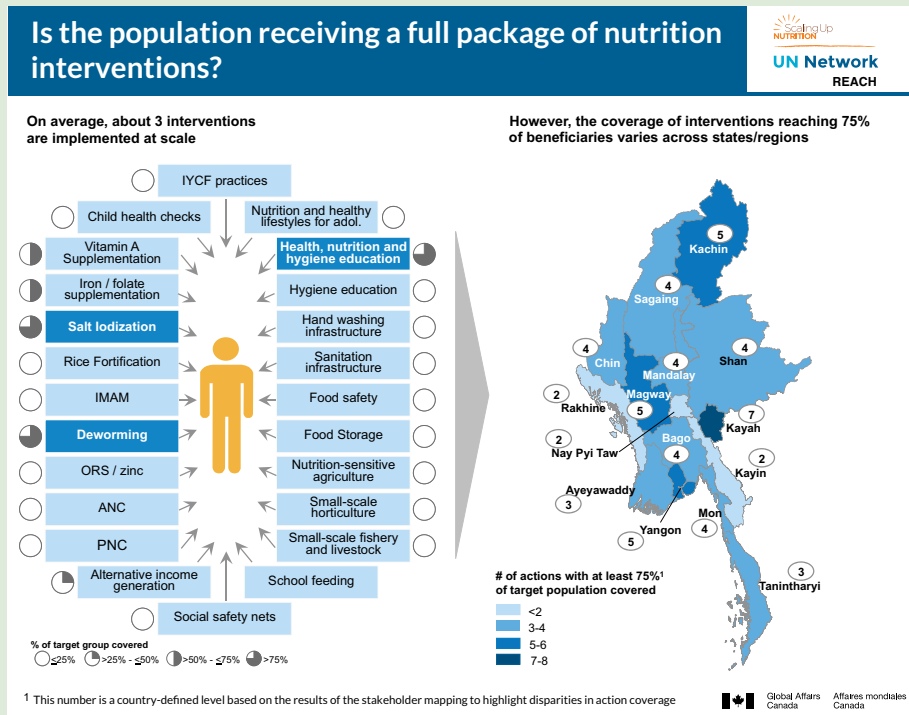 Is the population receiving a full package of nutrition
interventions?
Scaling Up
NUTRITION
UN Network
REACH
On average, about 3 interventions
are implemented at scale
However, the coverage of interventions reaching 75%
of beneficiaries varies across states/regions
IYCF practices
Child health checks
Nutrition and healthy
lifestyles for adol.
Vitamin A
Supplementation
Health, nutrition and
hygiene education
Iron / folate
supplementation
Hygiene education
Salt Iodization
Hand washing
infrastructure
Rice Fortification
Sanitation
infrastructure
IMAM
Food safety
Deworming
Food Storage
ORS / zinc
Nutrition-sensitive
agriculture
ANC
Small-scale
horticulture
PNC
Small-scale fishery
and livestock
Alternative income
generation
School feeding
Social safety nets
% of target group covered
≤25%
>25% - ≤50%
>50% - ≤75%
>75%
5
Kachin
4
Sagaing
4
Chin
4
Mandalay
4
Shan
Magway
5
2
Rakhine
7
Kayah
2
Nay Pyi Taw
Bago
4
2
Kayin
Ayeyawaddy
3
Yangon
5
Mon
4
3
Tanintharyi
# of actions with at least 75%¹
of target population covered
<2
3-4
5-6
7-8
¹ This number is a country-defined level based on the results of the stakeholder mapping to highlight disparities in action coverage
Global Affairs
Canada
Affaires mondiales
Canada